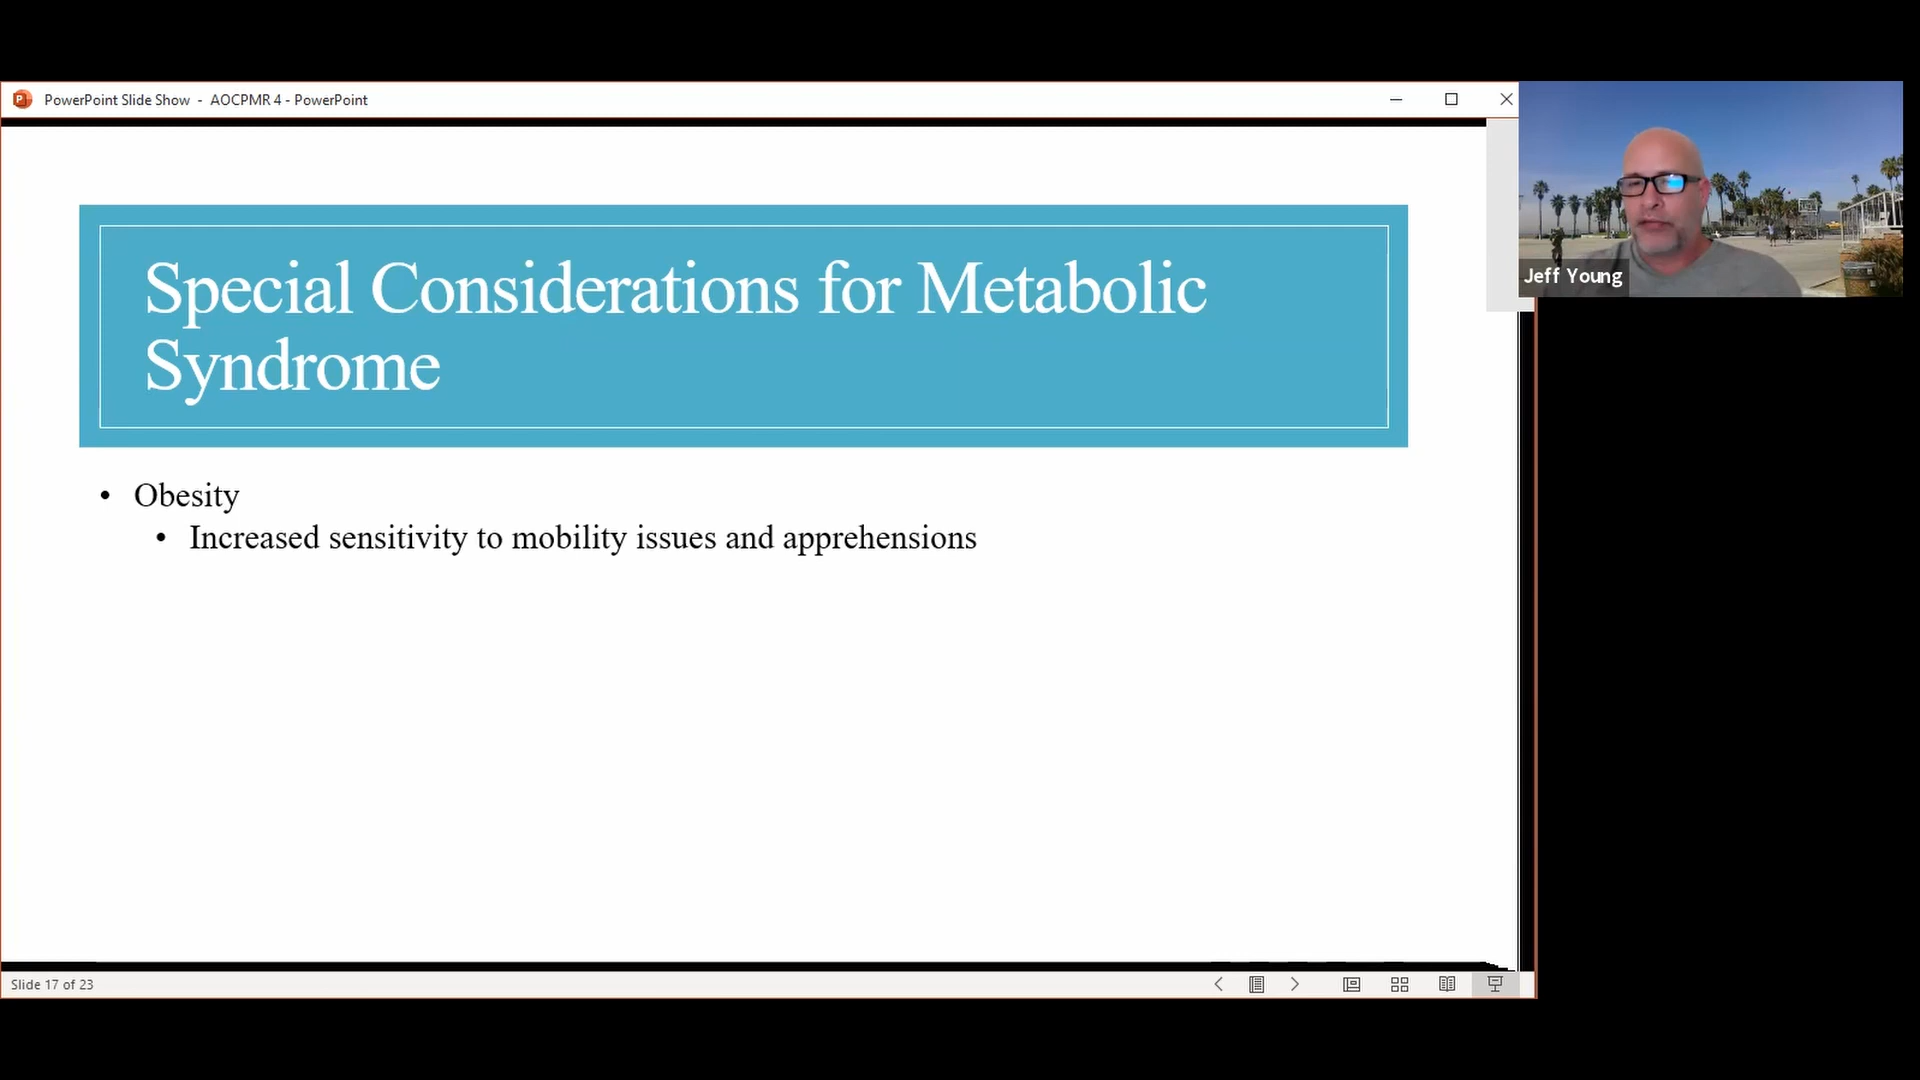 PowerPoint Slide Show - AOCPMR 4 - PowerPoint
Special Considerations for Metabolic
Syndrome
• Obesity
• Increased sensitivity to mobility issues and apprehensions
Jeff Young
Slide 17 of 23